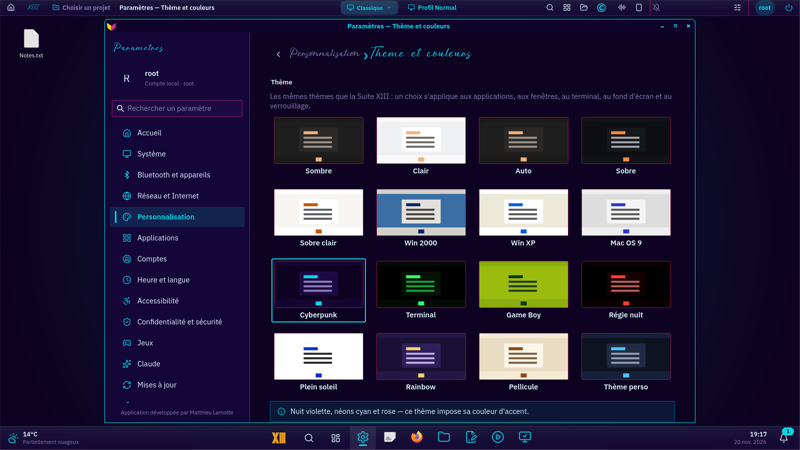 Choisir un projet
Paramètres — Thème et couleurs
Classique
Profil Normal
root
Paramètres — Thème et couleurs
Notes.txt
Paramètres
R
root
Compte local · root
Rechercher un paramètre
Accueil
Système
Bluetooth et appareils
Réseau et Internet
Personnalisation
Applications
Comptes
Heure et langue
Accessibilité
Confidentialité et sécurité
Jeux
Claude
Mises à jour
Application développée par Matthieu Lamotte
Personnalisation › Thème et couleurs
Thème
Les mêmes thèmes que la Suite XIII : un choix s'applique aux applications, aux fenêtres, au terminal, au fond d'écran et au
verrouillage.
Sombre
Clair
Auto
Sobre
Sobre clair
Win 2000
Win XP
Mac OS 9
Cyberpunk
Terminal
Game Boy
Régie nuit
Plein soleil
Rainbow
Pellicule
Thème perso
Nuit violette, néons cyan et rose — ce thème impose sa couleur d'accent.
14°C
Partiellement nuageux
XIII
19:17
20 nov. 2026
1